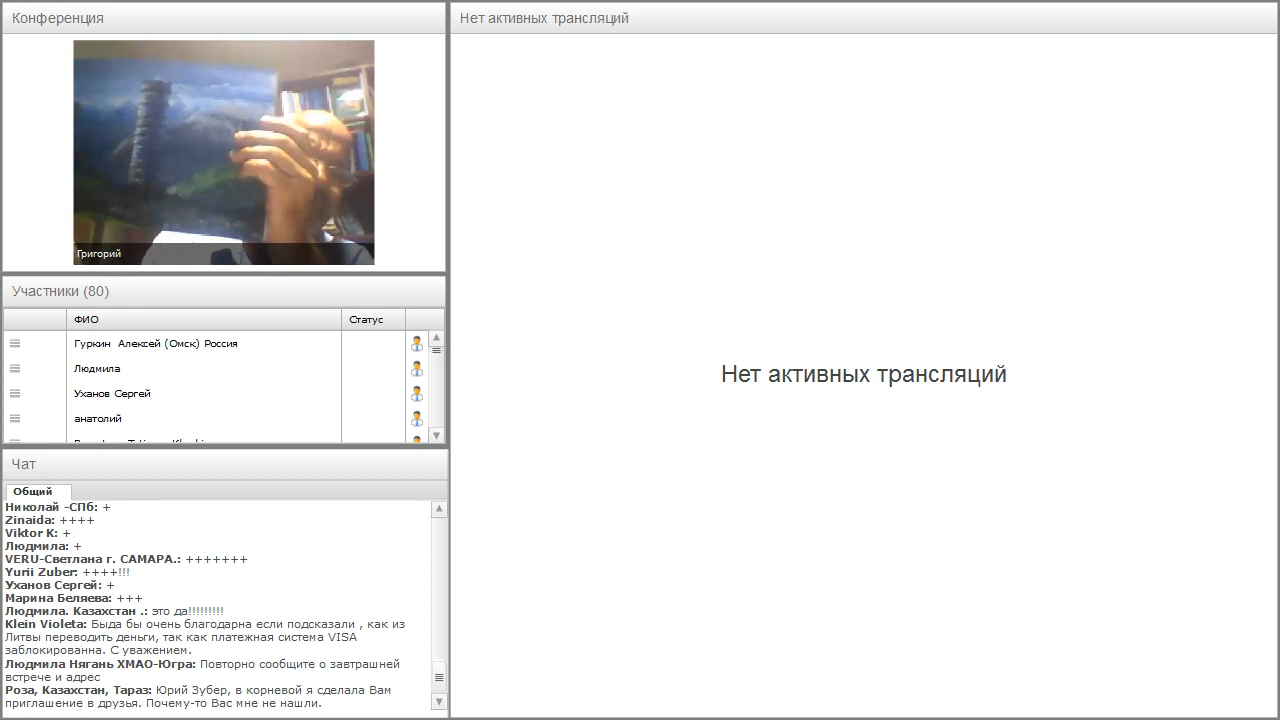 Конференция
Нет активных трансляций
Григорий
Участники (80)
ФИО
Статус
Гуркин Алексей (Омск) Россия
Людмила
Уханов Сергей
анатолий
Нет активных трансляций
Чат
Общий
Николай -СПб: +
Zinaida: ++++
Viktor K: +
Людмила: +
VERU-Светлана г. САМАРА.: +++++++
Yurii Zuber: ++++!!!
Уханов Сергей: +
Марина Беляева: +++
Людмила. Казахстан .: это да!!!!!!!!!
Klein Violeta: Быда бы очень благодарна если подсказали , как из
Литвы переводить деньги, так как платежная система VISA
заблокированна. С уважением.
Людмила Нягань ХМАО-Югра: Повторно сообщите о завтрашней
встрече и адрес
Роза, Казахстан, Тараз: Юрий Зубер, в корневой я сделала Вам
приглашение в друзья. Почему-то Вас мне не нашли.